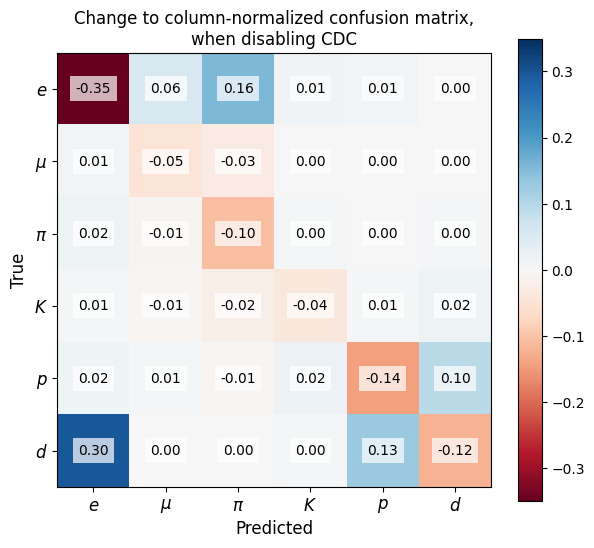 Change to column-normalized confusion matrix,
when disabling CDC
True
e -0.35 0.06 0.16 0.01 0.01 0.00
μ 0.01 -0.05 -0.03 0.00 0.00 0.00
π 0.02 -0.01 -0.10 0.00 0.00 0.00
K 0.01 -0.01 -0.02 -0.04 0.01 0.02
p 0.02 0.01 -0.01 0.02 -0.14 0.10
d 0.30 0.00 0.00 0.00 0.13 -0.12
e μ π K p d
Predicted
0.3
0.2
0.1
0.0
−0.1
−0.2
−0.3